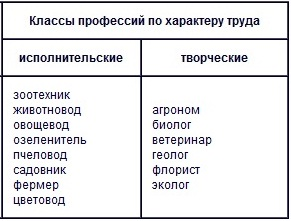 Классы профессий по характеру труда
исполнительские
творческие
зоотехник
животновод
овощевод
озеленитель
пчеловод
садовник
фермер
цветовод
агроном
биолог
ветеринар
геолог
флорист
эколог